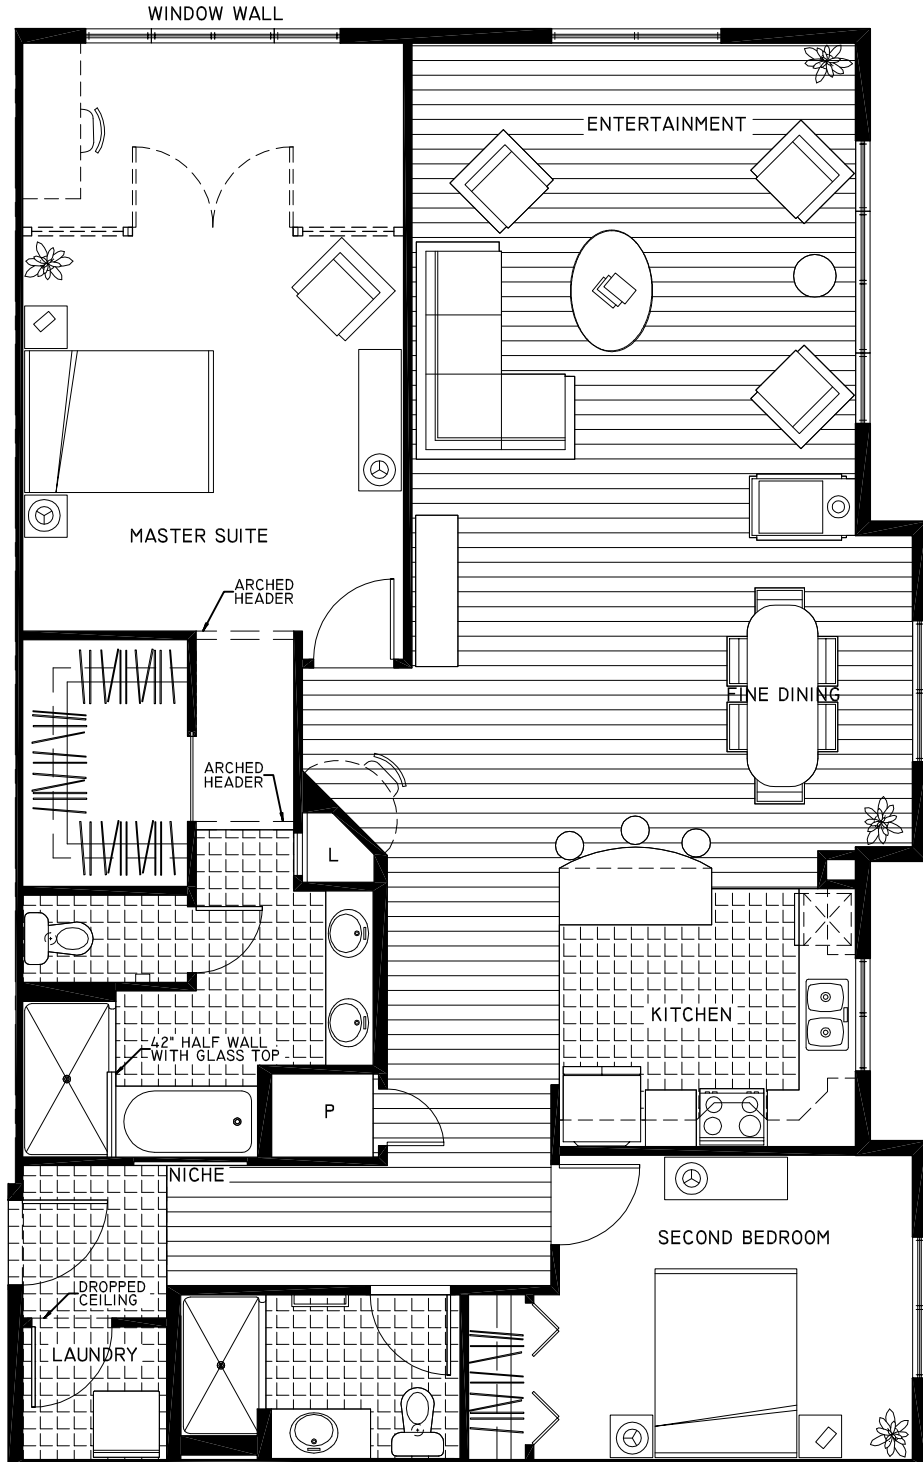 WINDOW WALL
ENTERTAINMENT
MASTER SUITE
ARCHED
HEADER
FINE DINING
ARCHED
HEADER
L
KITCHEN
42" HALF WALL
WITH GLASS TOP
P
NICHE
SECOND BEDROOM
DROPPED
CEILING
LAUNDRY